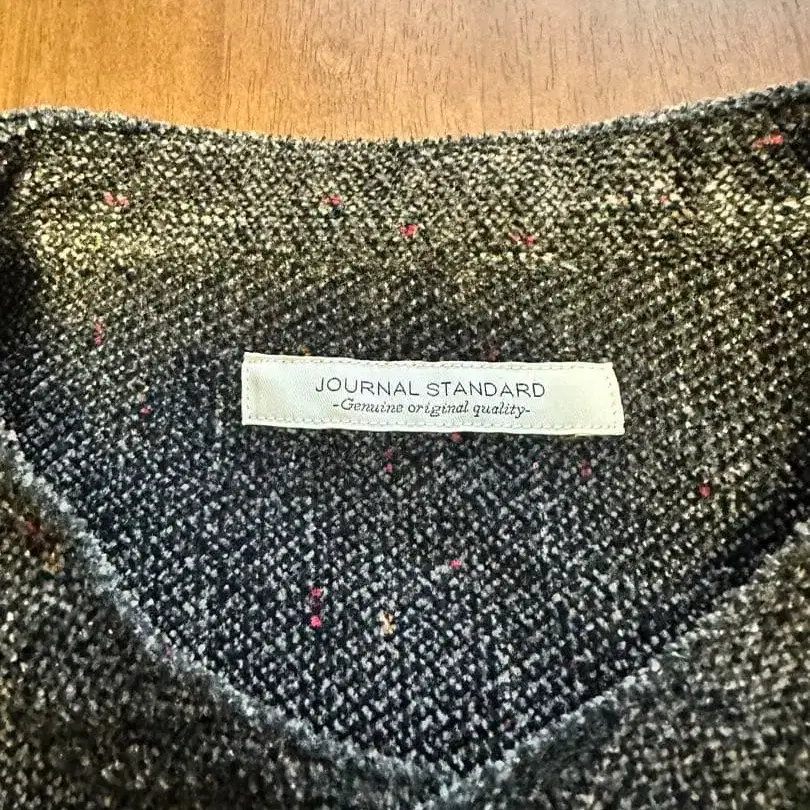 JOURNAL STANDARD
-Genuine original quality-